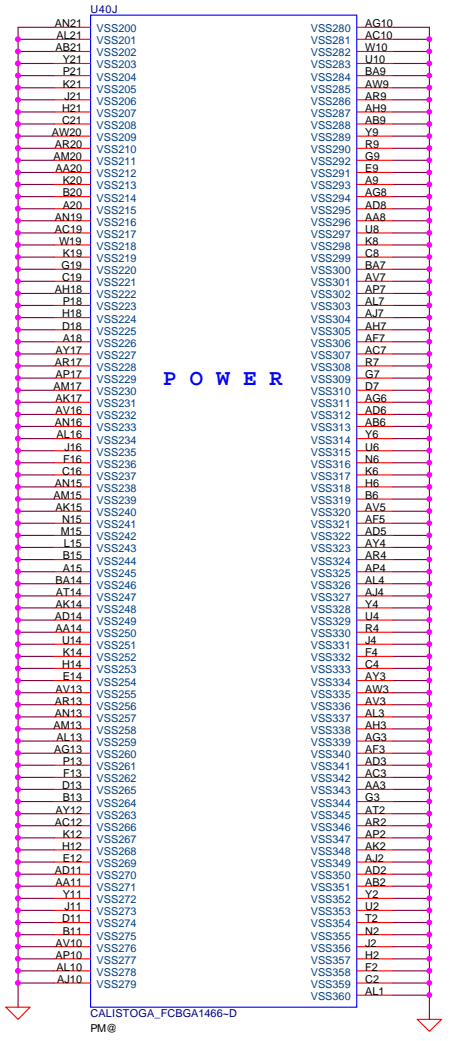 U40J
AN21 VSS200
AL21 VSS201
AB21 VSS202
Y21 VSS203
P21 VSS204
K21 VSS205
J21 VSS206
H21 VSS207
C21 VSS208
AW20 VSS209
AR20 VSS210
AM20 VSS211
AA20 VSS212
K20 VSS213
B20 VSS214
A20 VSS215
AN19 VSS216
AC19 VSS217
W19 VSS218
K19 VSS219
G19 VSS220
C19 VSS221
AH18 VSS222
P18 VSS223
H18 VSS224
D18 VSS225
A18 VSS226
AY17 VSS227
AR17 VSS228
AP17 VSS229
AM17 VSS230
AK17 VSS231
AV16 VSS232
AN16 VSS233
AL16 VSS234
J16 VSS235
F16 VSS236
C16 VSS237
AN15 VSS238
AM15 VSS239
AK15 VSS240
N15 VSS241
M15 VSS242
L15 VSS243
B15 VSS244
A15 VSS245
BA14 VSS246
AT14 VSS247
AK14 VSS248
AD14 VSS249
AA14 VSS250
U14 VSS251
K14 VSS252
H14 VSS253
E14 VSS254
AV13 VSS255
AR13 VSS256
AN13 VSS257
AM13 VSS258
AL13 VSS259
AG13 VSS260
P13 VSS261
F13 VSS262
D13 VSS263
B13 VSS264
AY12 VSS265
AC12 VSS266
K12 VSS267
H12 VSS268
E12 VSS269
AD11 VSS270
AA11 VSS271
Y11 VSS272
J11 VSS273
D11 VSS274
B11 VSS275
AV10 VSS276
AP10 VSS277
AL10 VSS278
AJ10 VSS279
POWER
VSS280 AG10
VSS281 AC10
VSS282 W10
VSS283 U10
VSS284 BA9
VSS285 AW9
VSS286 AR9
VSS287 AH9
VSS288 AB9
VSS289 Y9
VSS290 R9
VSS291 G9
VSS292 E9
VSS293 A9
VSS294 AG8
VSS295 AD8
VSS296 AA8
VSS297 U8
VSS298 K8
VSS299 C8
VSS300 BA7
VSS301 AV7
VSS302 AP7
VSS303 AL7
VSS304 AJ7
VSS305 AH7
VSS306 AF7
VSS307 AC7
VSS308 R7
VSS309 G7
VSS310 D7
VSS311 AG6
VSS312 AD6
VSS313 AB6
VSS314 Y6
VSS315 U6
VSS316 N6
VSS317 K6
VSS318 H6
VSS319 B6
VSS320 AV5
VSS321 AF5
VSS322 AD5
VSS323 AY4
VSS324 AR4
VSS325 AP4
VSS326 AL4
VSS327 AJ4
VSS328 Y4
VSS329 U4
VSS330 R4
VSS331 J4
VSS332 F4
VSS333 C4
VSS334 AY3
VSS335 AW3
VSS336 AV3
VSS337 AL3
VSS338 AH3
VSS339 AG3
VSS340 AF3
VSS341 AD3
VSS342 AC3
VSS343 AA3
VSS344 G3
VSS345 AT2
VSS346 AR2
VSS347 AP2
VSS348 AK2
VSS349 AJ2
VSS350 AD2
VSS351 AB2
VSS352 Y2
VSS353 U2
VSS354 T2
VSS355 N2
VSS356 J2
VSS357 H2
VSS358 F2
VSS359 C2
VSS360 AL1
CALISTOGA_FCBGA1466~D
PM@